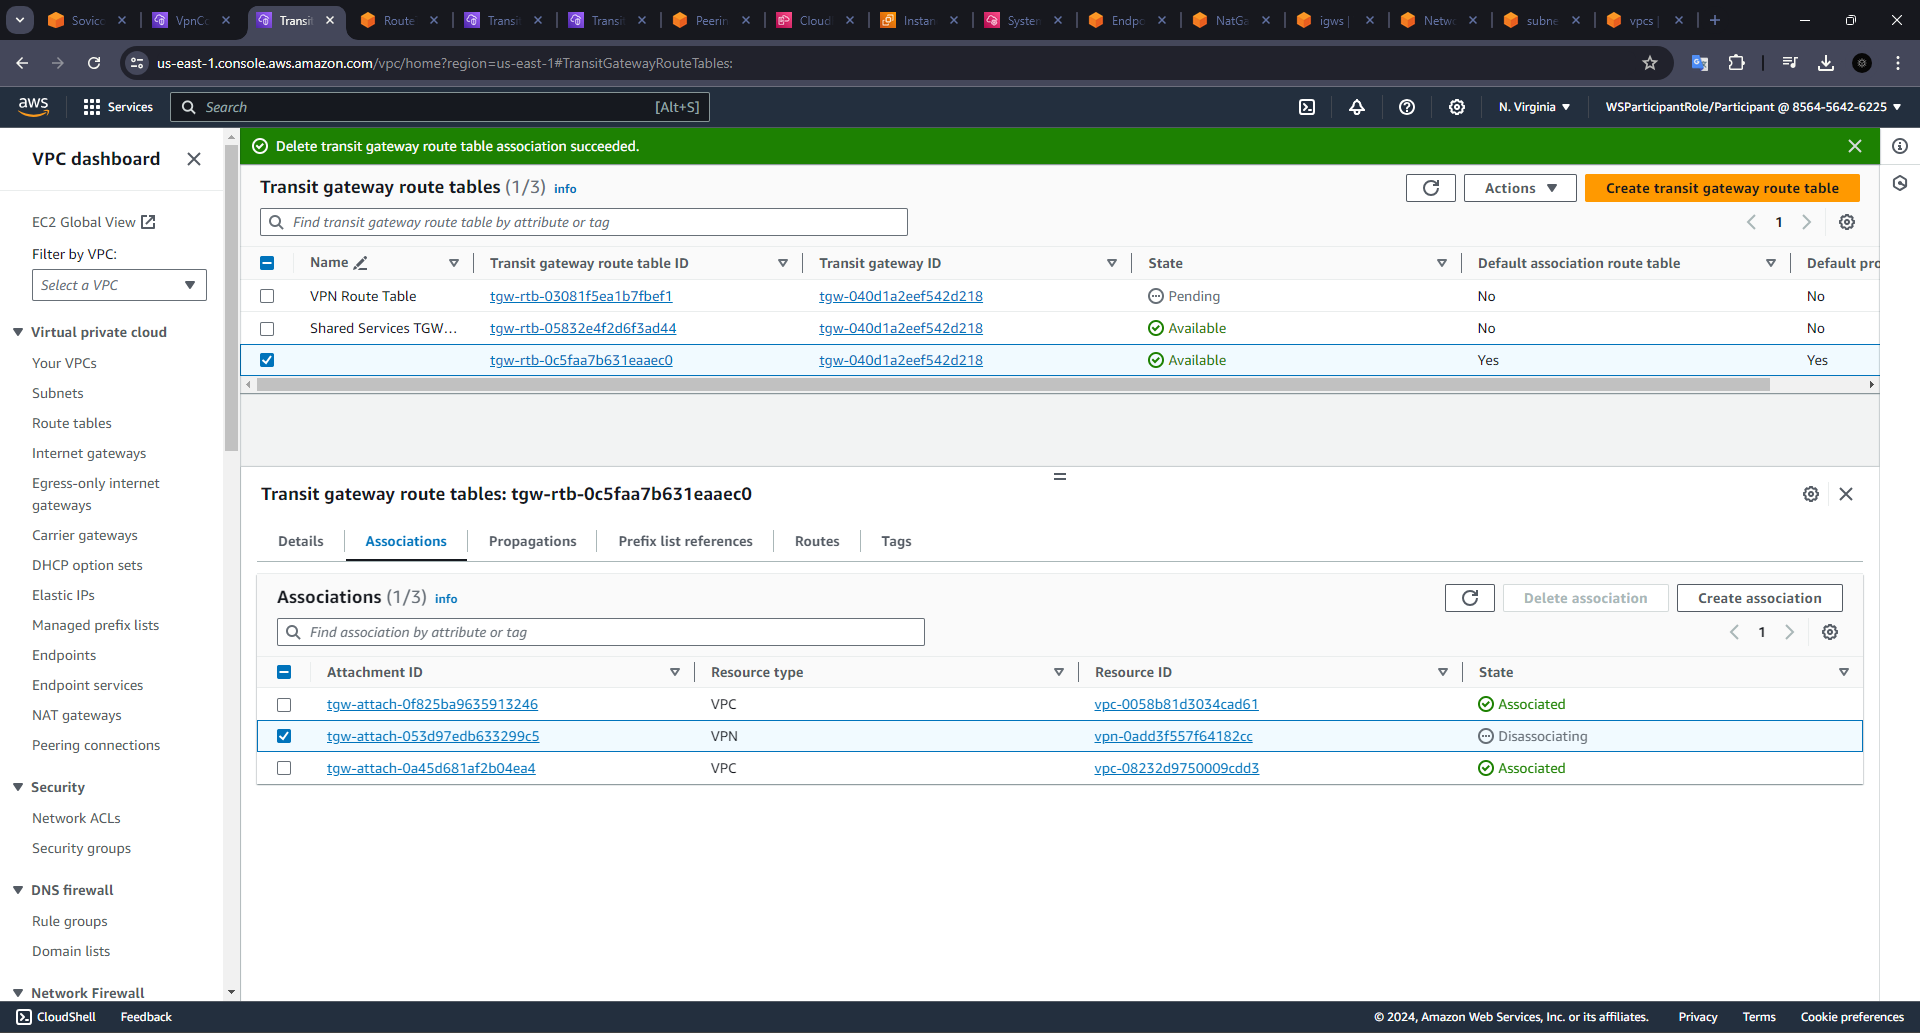 Sovico
VpnCo
Transit
Route
Transit
Transit
Peerin
Cloud
Instan
System
Endpo
NatGa
igws |
Netwo
subne
vpcs |
us-east-1.console.aws.amazon.com/vpc/home?region=us-east-1#TransitGatewayRouteTables:
aws
Services
Search
[Alt+S]
N. Virginia
WSParticipantRole/Participant @ 8564-5642-6225
VPC dashboard
EC2 Global View
Filter by VPC:
Select a VPC
Virtual private cloud
Your VPCs
Subnets
Route tables
Internet gateways
Egress-only internet
gateways
Carrier gateways
DHCP option sets
Elastic IPs
Managed prefix lists
Endpoints
Endpoint services
NAT gateways
Peering connections
Security
Network ACLs
Security groups
DNS firewall
Rule groups
Domain lists
Network Firewall
Delete transit gateway route table association succeeded.
Transit gateway route tables (1/3) info
Actions
Create transit gateway route table
Find transit gateway route table by attribute or tag
1
Name Transit gateway route table ID Transit gateway ID State Default association route table Default pro
VPN Route Table tgw-rtb-03081f5ea1b7fbef1 tgw-040d1a2eef542d218 Pending No No
Shared Services TGW... tgw-rtb-05832e4f2d6f3ad44 tgw-040d1a2eef542d218 Available No No
tgw-rtb-0c5faa7b631eaaec0 tgw-040d1a2eef542d218 Available Yes Yes
Transit gateway route tables: tgw-rtb-0c5faa7b631eaaec0
Details Associations Propagations Prefix list references Routes Tags
Associations (1/3) info
Delete association
Create association
Find association by attribute or tag
1
Attachment ID Resource type Resource ID State
tgw-attach-0f825ba9635913246 VPC vpc-0058b81d3034cad61 Associated
tgw-attach-053d97edb633299c5 VPN vpn-0add3f557f64182cc Disassociating
tgw-attach-0a45d681af2b04ea4 VPC vpc-08232d9750009cdd3 Associated
CloudShell
Feedback
© 2024, Amazon Web Services, Inc. or its affiliates.
Privacy
Terms
Cookie preferences